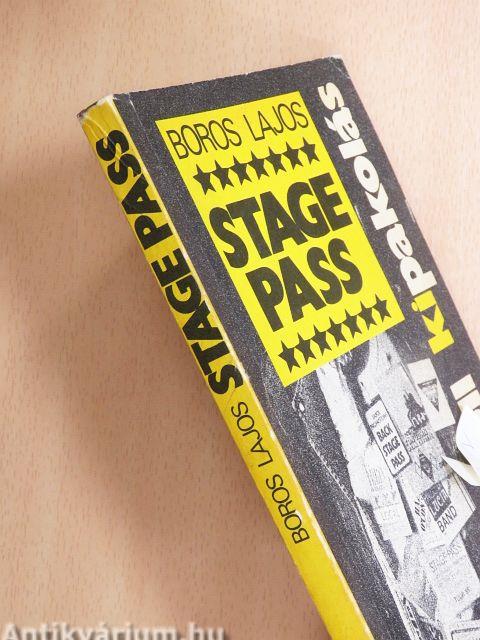 BOROS LAJOS
STAGE
PASS
kipakolás
BACK
STAGE
PASS
BAND
BOROS LAJOS STAGE PASS
Antikvárium.hu